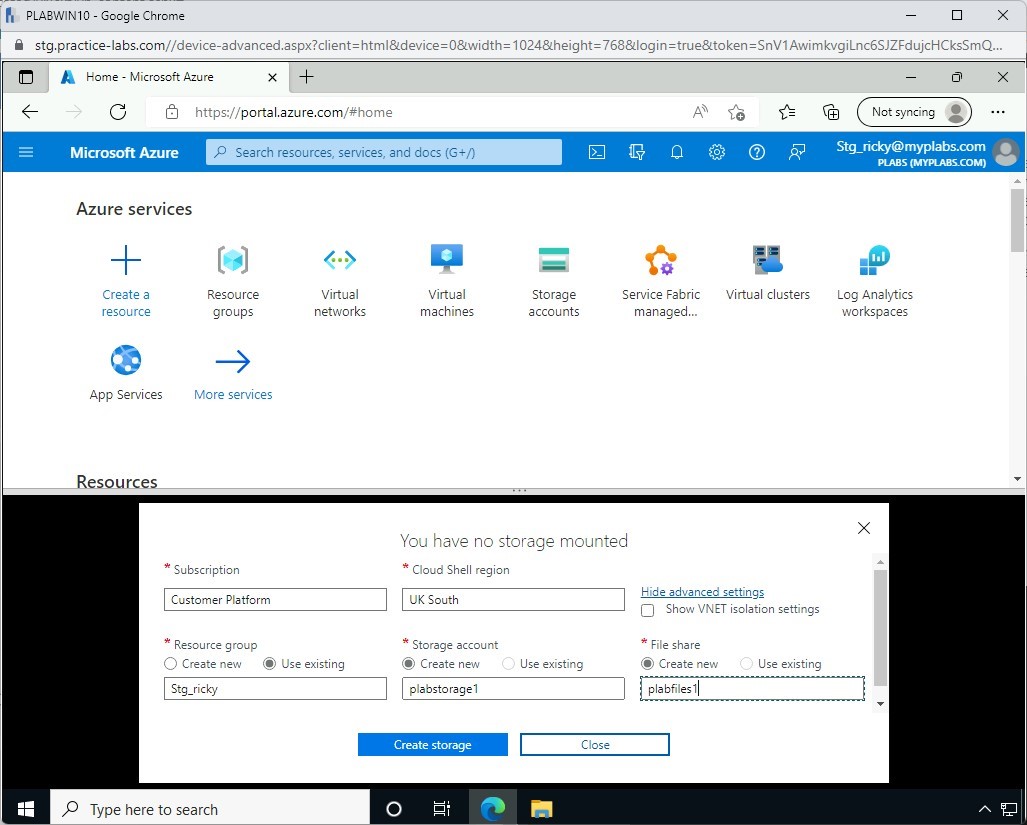 PLABWIN10 - Google Chrome
stg.practice-labs.com//device-advanced.aspx?client=html&device=0&width=1024&height=768&login=true&token=SnV1AwimkvgiLnc6SJZFdujcHCksSmQ...
Home - Microsoft Azure
https://portal.azure.com/#home
Not syncing
Microsoft Azure
Search resources, services, and docs (G+/)
Stg_ricky@myplabs.com
PLABS (MYPLABS.COM)
Azure services
Create a resource
Resource groups
Virtual networks
Virtual machines
Storage accounts
Service Fabric managed...
Virtual clusters
Log Analytics workspaces
App Services
More services
Resources
You have no storage mounted
* Subscription
* Cloud Shell region
Customer Platform
UK South
Hide advanced settings
Show VNET isolation settings
* Resource group
* Storage account
* File share
Create new
Use existing
Create new
Use existing
Create new
Use existing
Stg_ricky
plabstorage1
plabfiles1
Create storage
Close
Type here to search